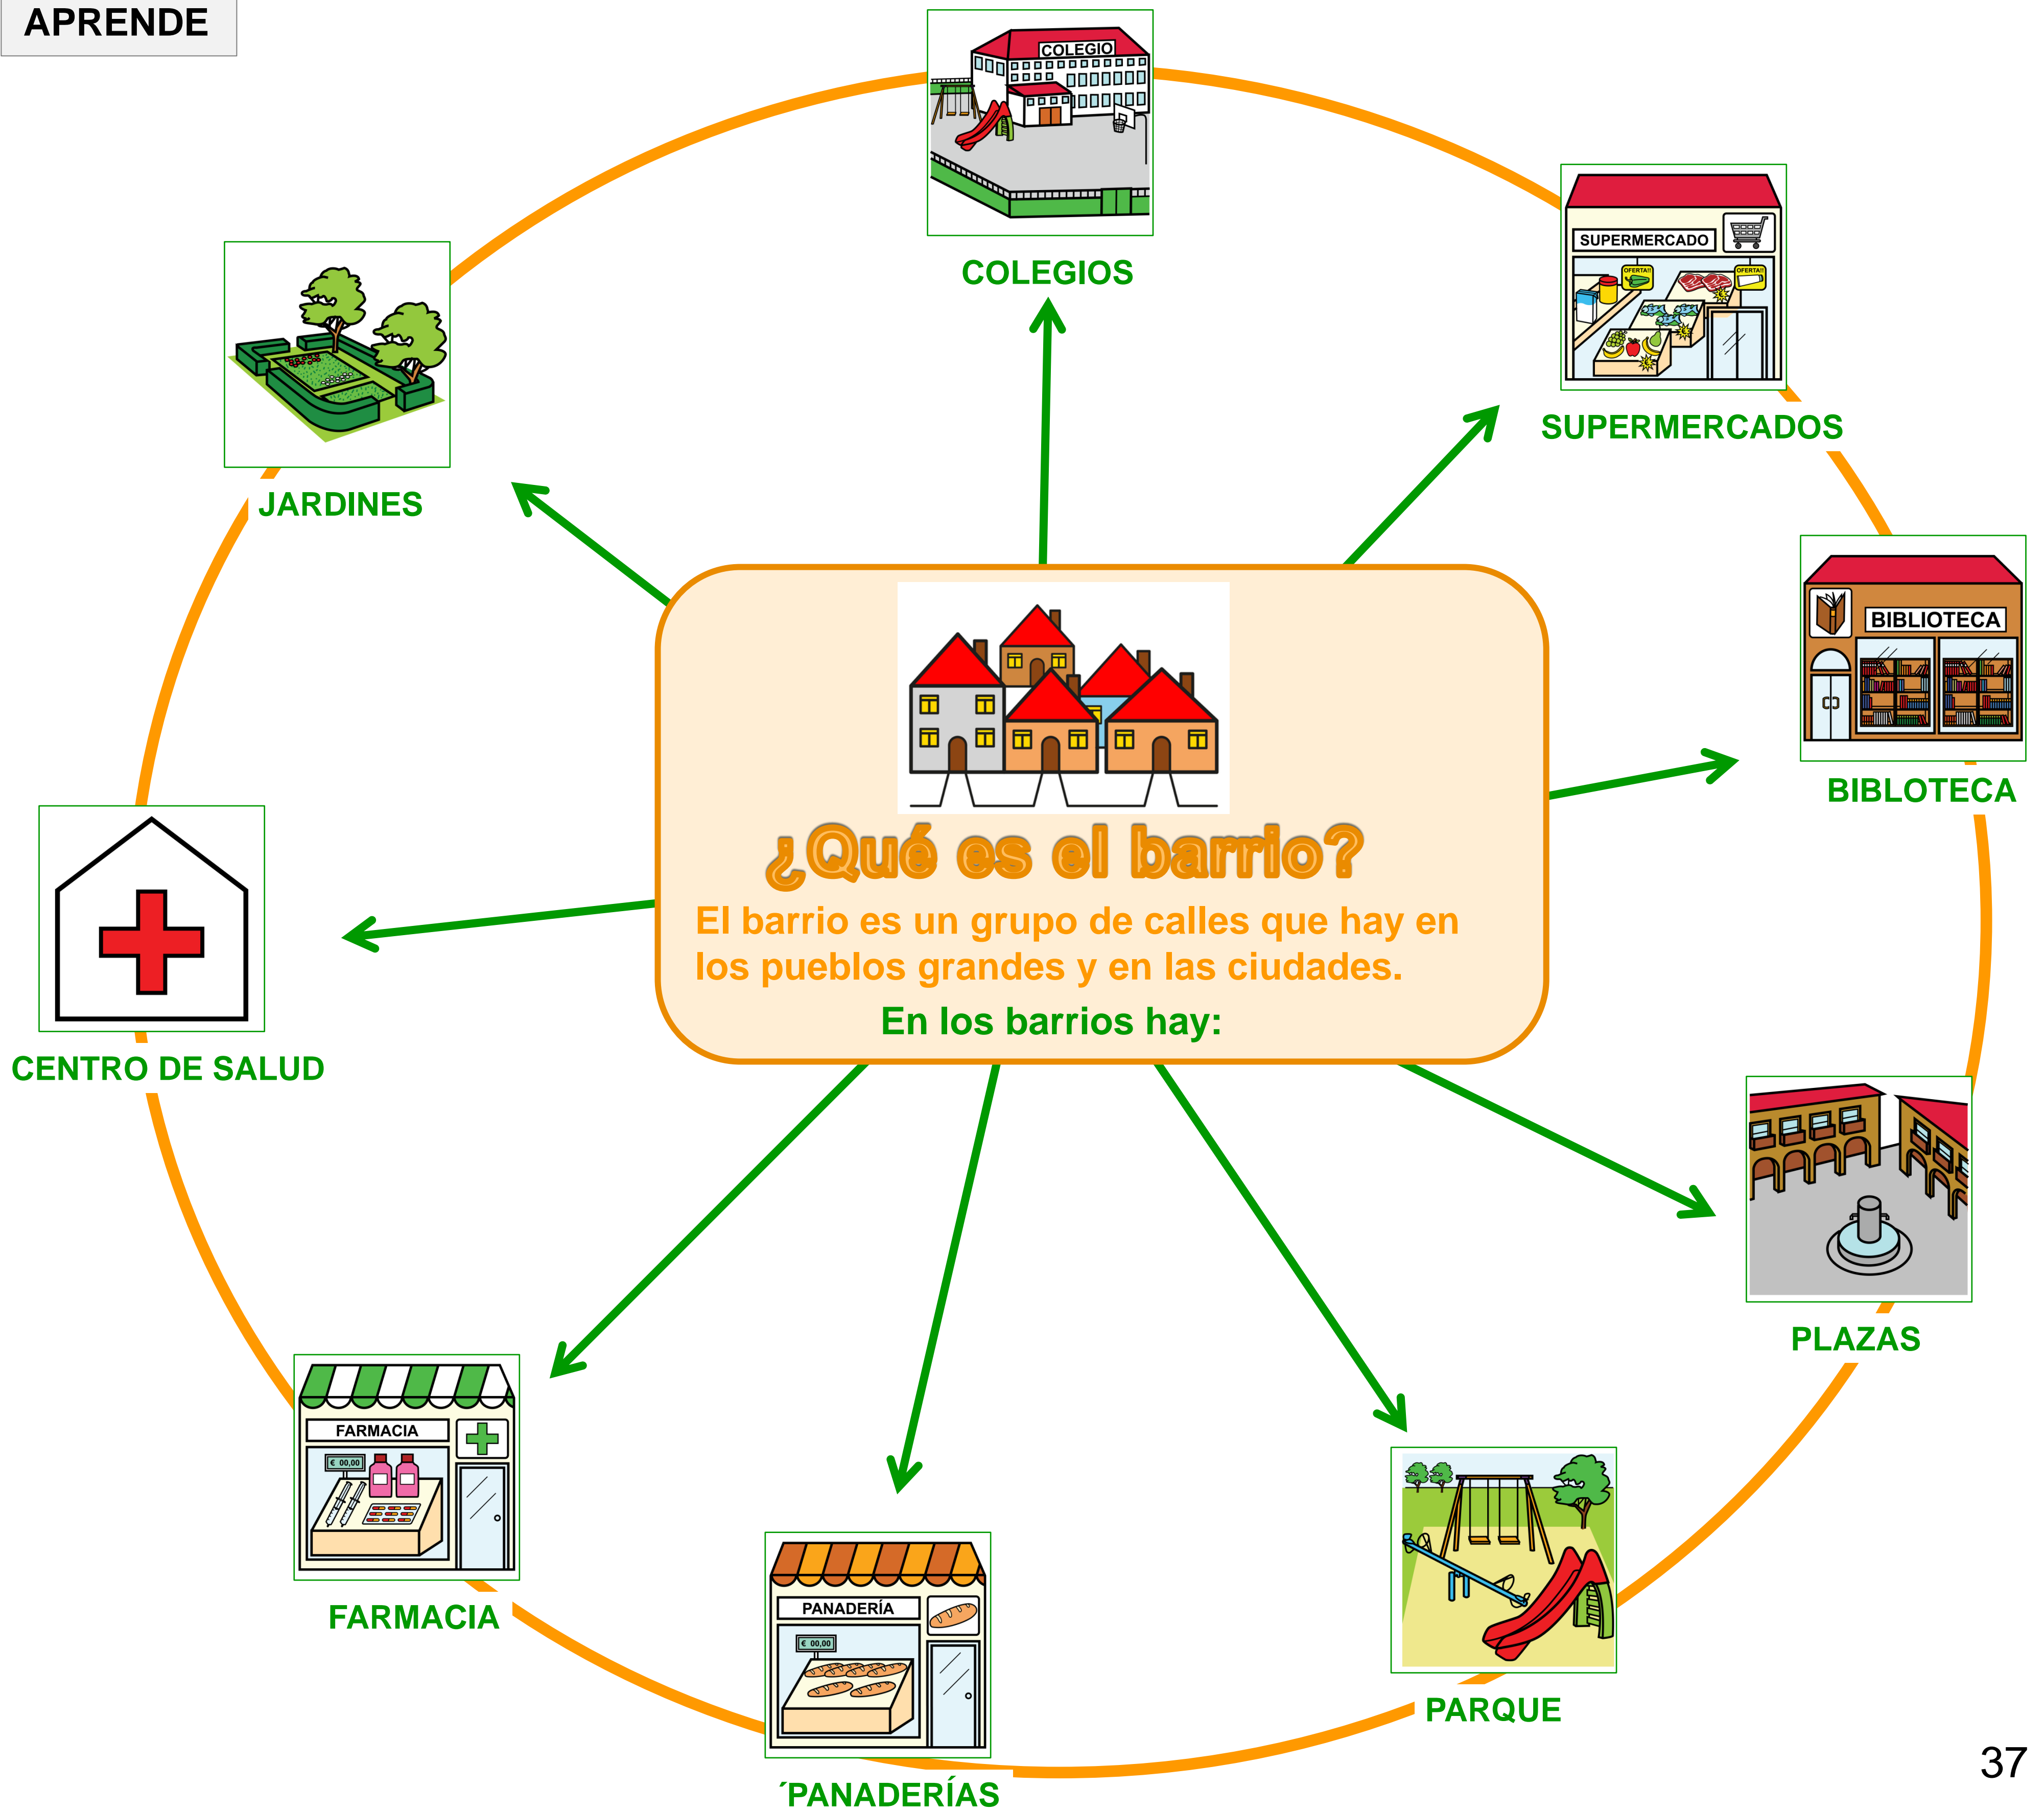 APRENDE
COLEGIO
COLEGIOS
SUPERMERCADO
OFERTA!!
OFERTA!!
SUPERMERCADOS
JARDINES
BIBLIOTECA
BIBLOTECA
¿Qué es el barrio?
El barrio es un grupo de calles que hay en
los pueblos grandes y en las ciudades.
En los barrios hay:
CENTRO DE SALUD
PLAZAS
FARMACIA
€ 00,00
FARMACIA
PANADERÍA
€ 00,00
´PANADERÍAS
PARQUE
37